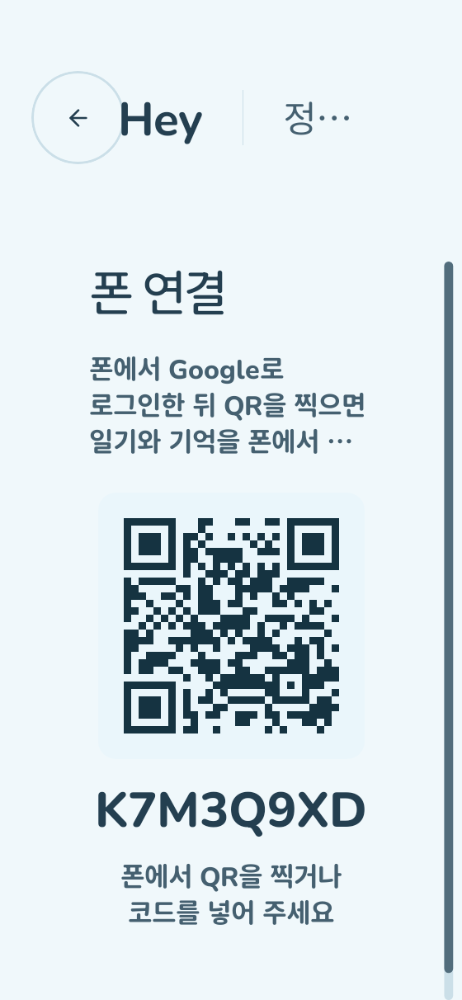 Hey
정⋯
폰 연결
폰에서 Google로
로그인한 뒤 QR을 찍으면
일기와 기억을 폰에서 ⋯
K7M3Q9XD
폰에서 QR을 찍거나
코드를 넣어 주세요